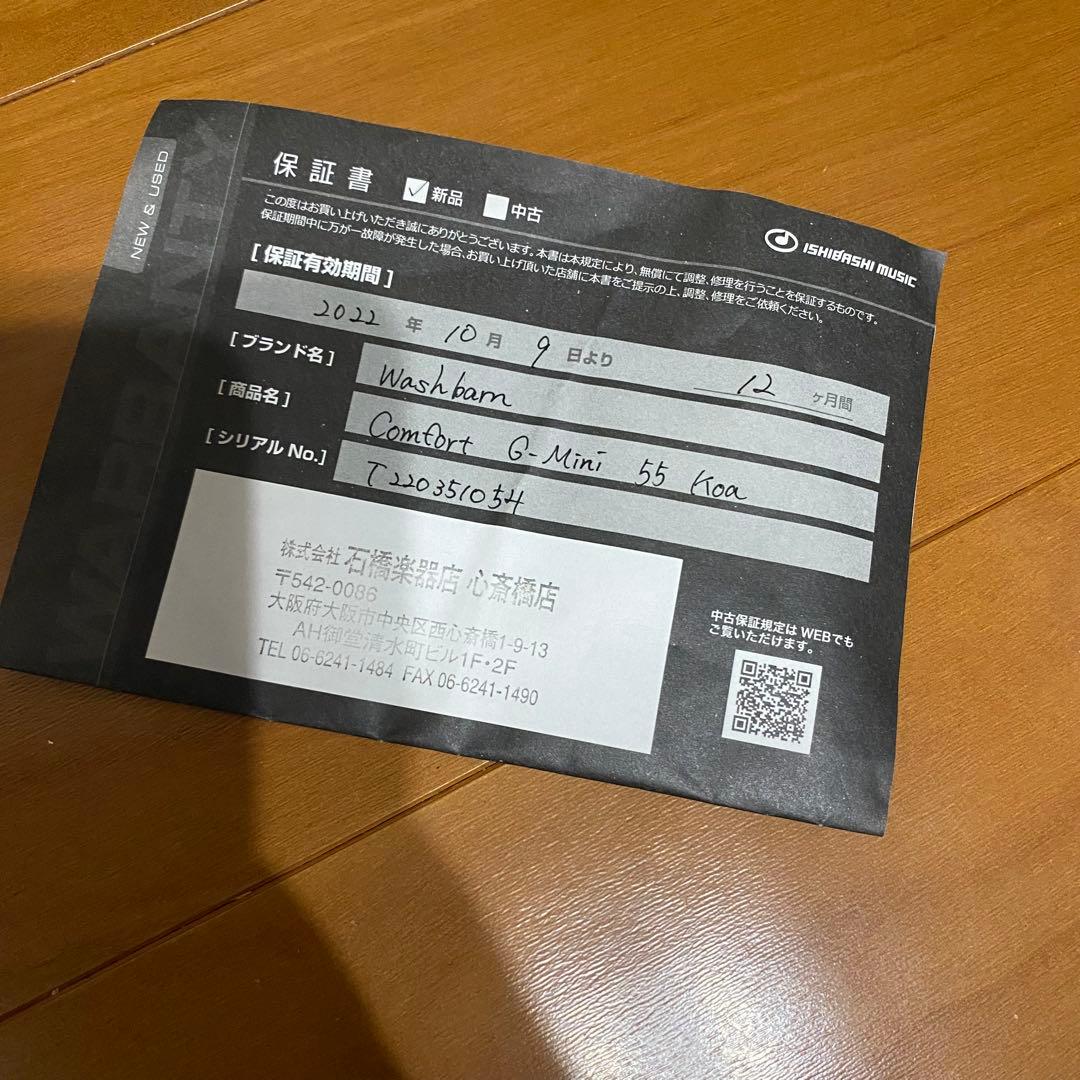 NEW & USED
WARRANTY
保証書 ✓新品 中古
ISHIBASHI MUSIC
この度はお買い上げいただき誠にありがとうございます。本書は本規定により、無償にて調整、修理を行うことを保証するものです。
保証期間中に万が一故障が発生した場合、お買い上げ頂いた店舗に本書をご提示の上、調整、修理をご依頼ください。
[ 保証有効期間 ]
2022 年 10 月 9 日より 12 ヶ月間
[ ブランド名 ] Washbarn
[ 商品名 ] Comfort G-Mini 55 Koa
[ シリアル No.] T220351054
株式会社 石橋楽器店 心斎橋店
〒542-0086
大阪府大阪市中央区西心斎橋1-9-13
AH御堂清水町ビル1F・2F
TEL 06-6241-1484 FAX 06-6241-1490
中古保証規定は WEBでも
ご覧いただけます。